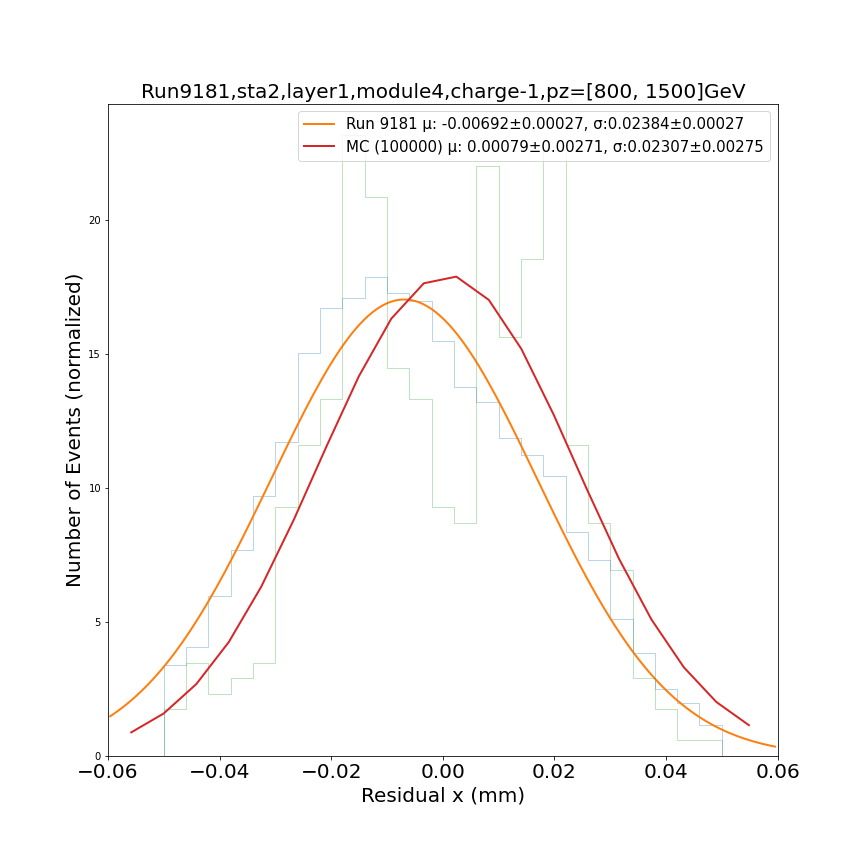 Run9181,sta2,layer1,module4,charge-1,pz=[800, 1500]GeV
Run 9181 μ: -0.00692±0.00027, σ:0.02384±0.00027
MC (100000) μ: 0.00079±0.00271, σ:0.02307±0.00275
Number of Events (normalized)
20
15
10
5
0
−0.06 −0.04 −0.02 0.00 0.02 0.04 0.06
Residual x (mm)